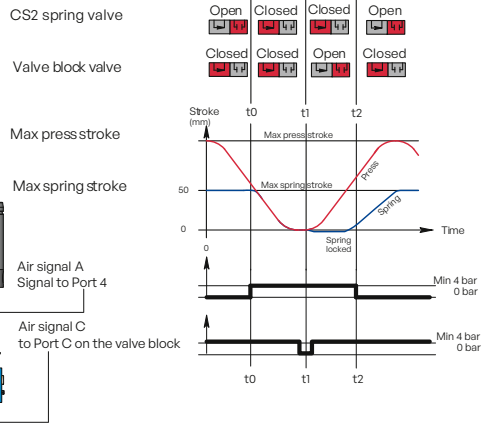 CS2 spring valve
Open Closed Closed Open
Valve block valve
Closed Closed Open Closed
t0 t1 t2
Stroke
(mm)
Max press stroke
Max press stroke
Max spring stroke
Max spring stroke
50
Press
Spring
0
Time
Spring
locked
0
Air signal A
Signal to Port 4
Min 4 bar
0 bar
Air signal C
to Port C on the valve block
Min 4 bar
0 bar
t0 t1 t2